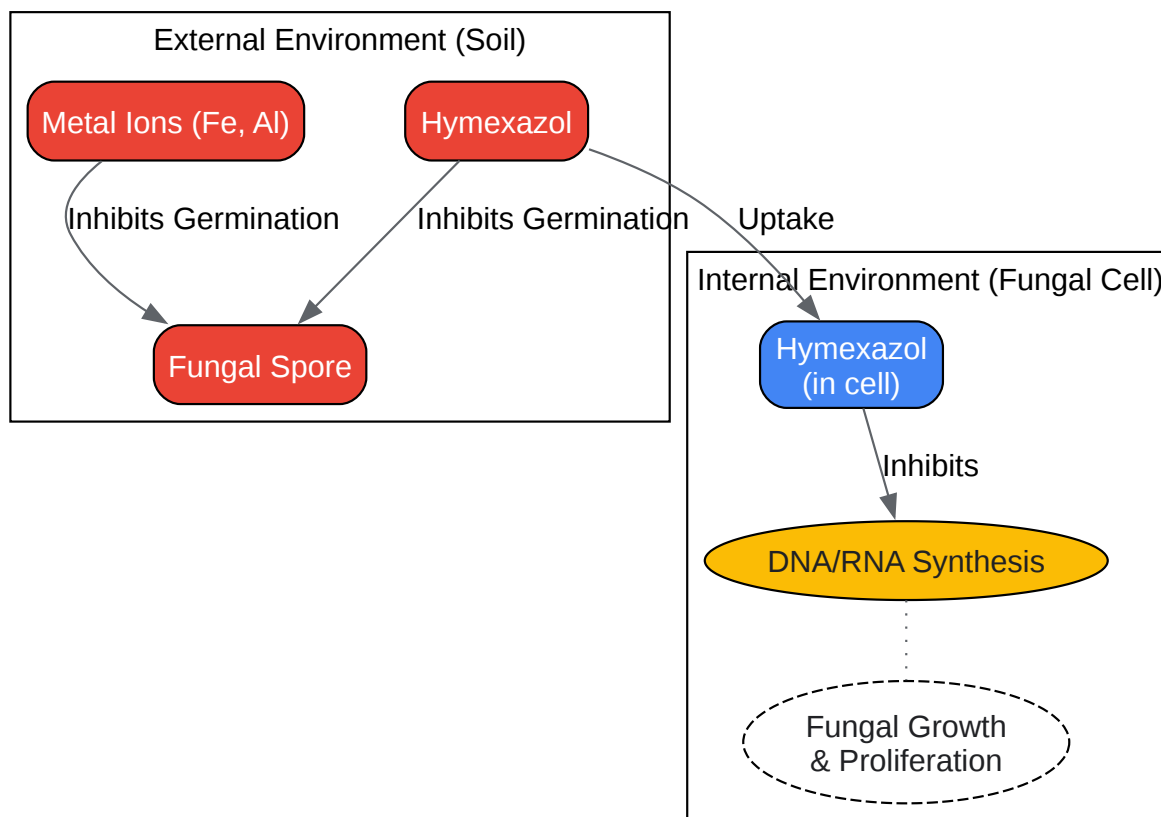 External Environment (Soil)
Metal Ions (Fe, Al)
Hymexazol
Inhibits Germination
Inhibits Germination
Uptake
Fungal Spore
Internal Environment (Fungal Cell)
Hymexazol
(in cell)
Inhibits
DNA/RNA Synthesis
Fungal Growth
& Proliferation